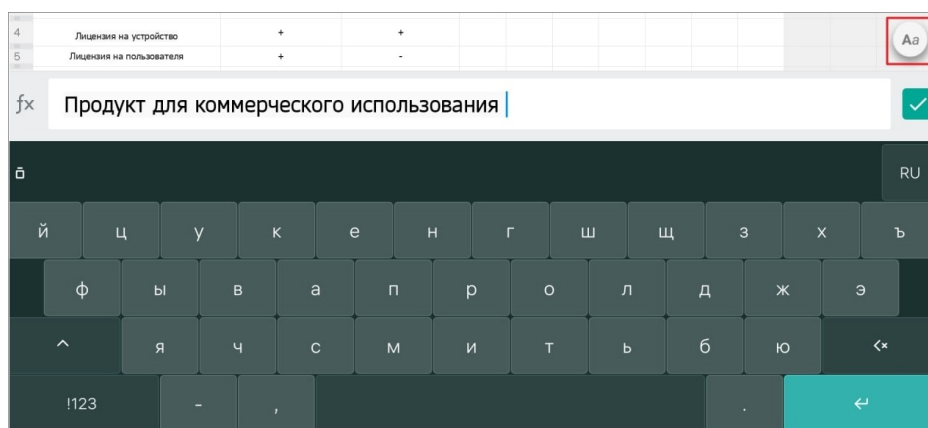 4 Лицензия на устройство + +
Aa
5 Лицензия на пользователя + -
fx Продукт для коммерческого использования
RU
й ц у к е н г ш щ з х ъ
ф ы в а п р о л д ж э
я ч с м и т ь б ю
!123 - , .